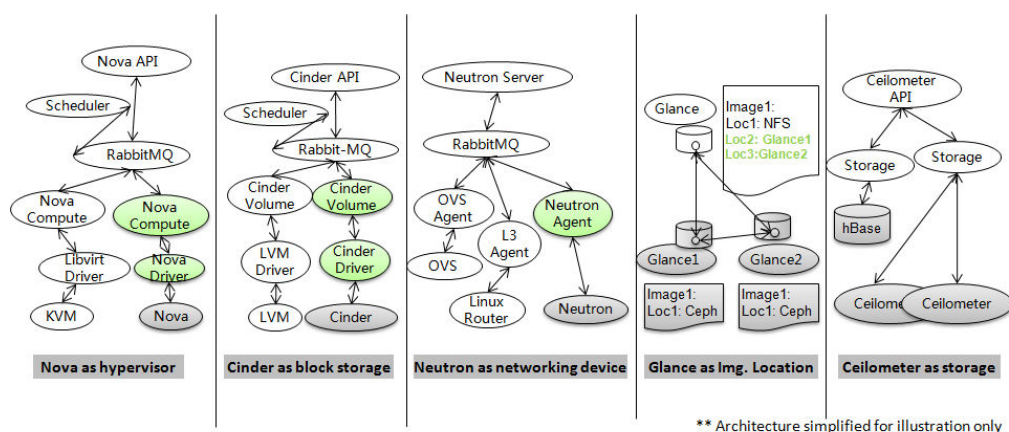 Nova API
Scheduler
RabbitMQ
Nova
Compute
Nova
Compute
Libvirt
Driver
Nova
Driver
KVM
Nova
Nova as hypervisor
Cinder API
Scheduler
Rabbit-MQ
Cinder
Volume
Cinder
Volume
LVM
Driver
Cinder
Driver
LVM
Cinder
Cinder as block storage
Neutron Server
RabbitMQ
OVS
Agent
L3
Agent
Neutron
Agent
OVS
Linux
Router
Neutron
Neutron as networking device
Glance
Image1:
Loc1: NFS
Loc2: Glance1
Loc3:Glance2
Glance1
Glance2
Image1:
Loc1: Ceph
Image1:
Loc1: Ceph
Glance as Img. Location
Ceilometer
API
Storage
Storage
hBase
Ceilom
Ceilometer
Ceilometer as storage
** Architecture simplified for illustration only